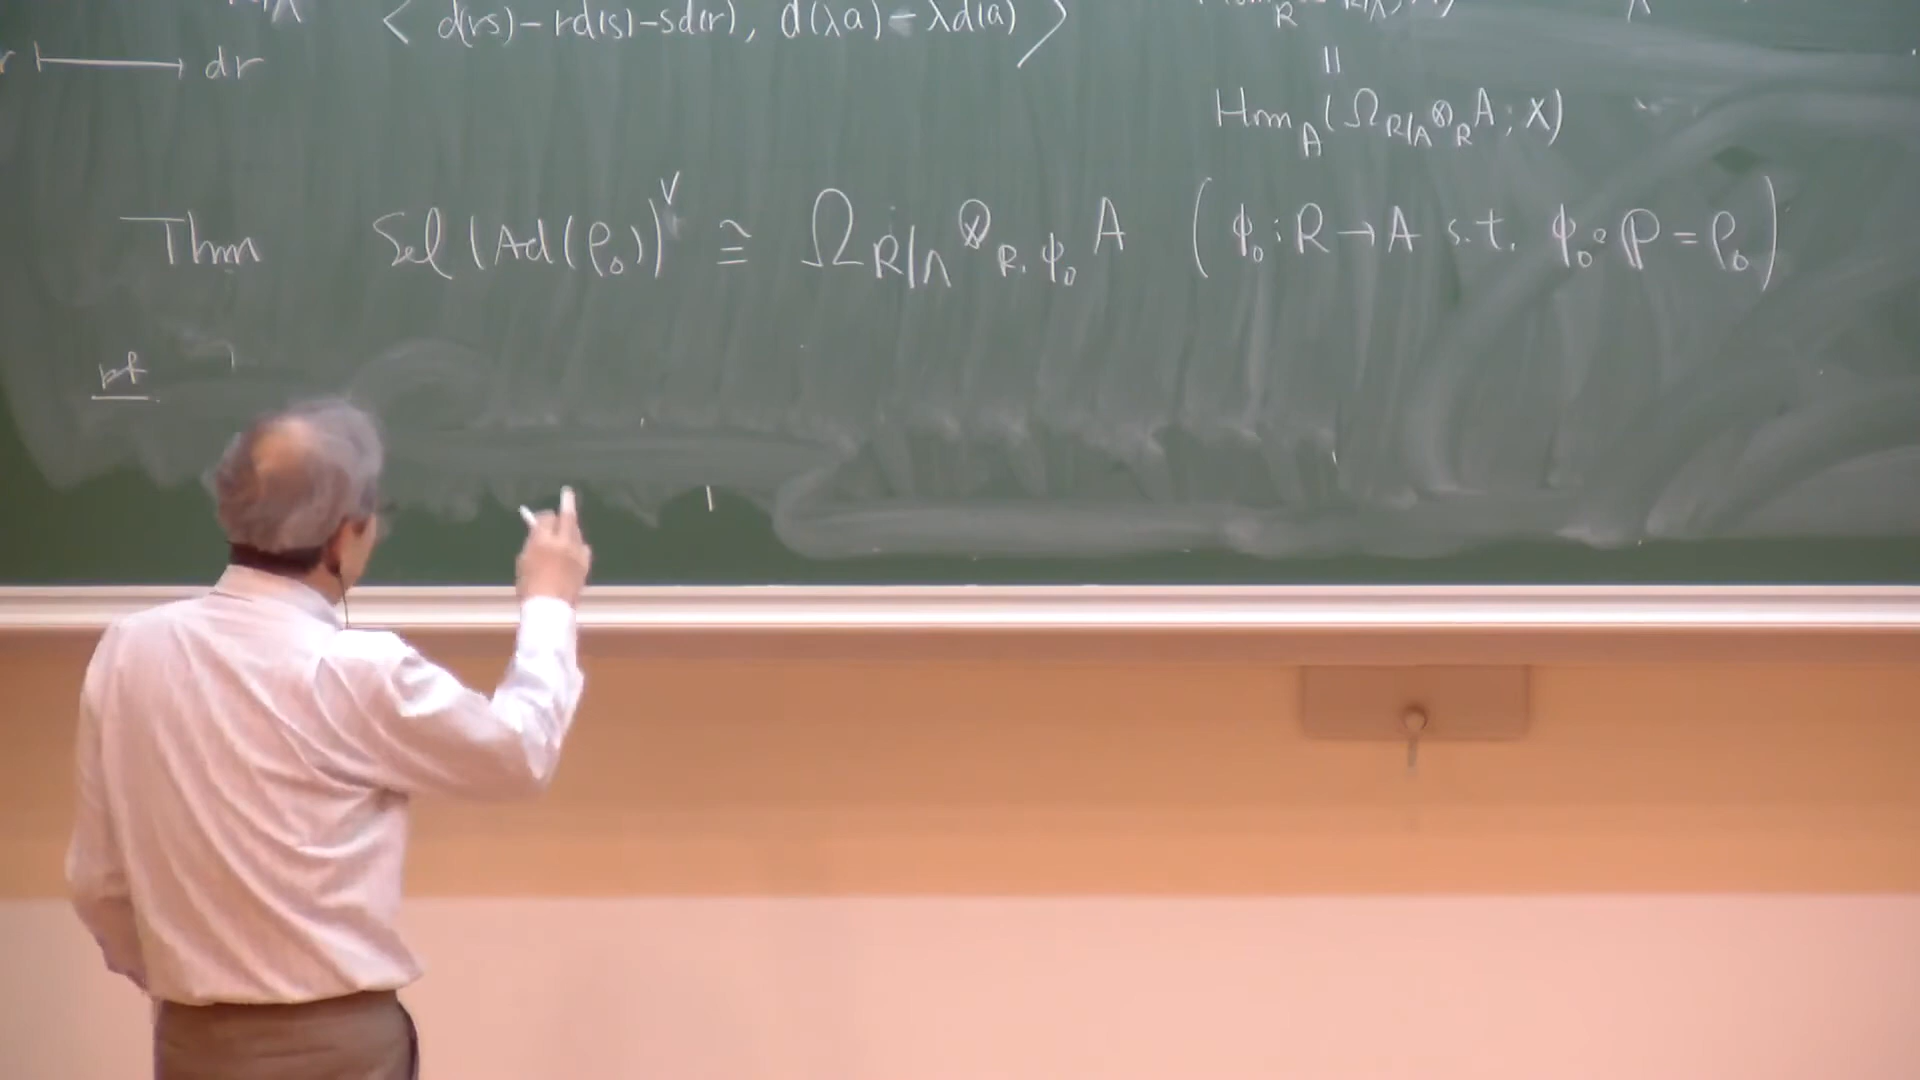 ⟨ d(rs)-rd(s)-sd(r), d(λa)-λd(a) ⟩
r ⟼ dr
||
Hom_A(Ω_{R/Λ}⊗_R A; X)
Thm Sel(Ad(ρ₀))^∨ ≅ Ω_{R/Λ} ⊗_{R, φ₀} A (φ₀: R → A s.t. φ₀∘ℙ = ρ₀)
pf